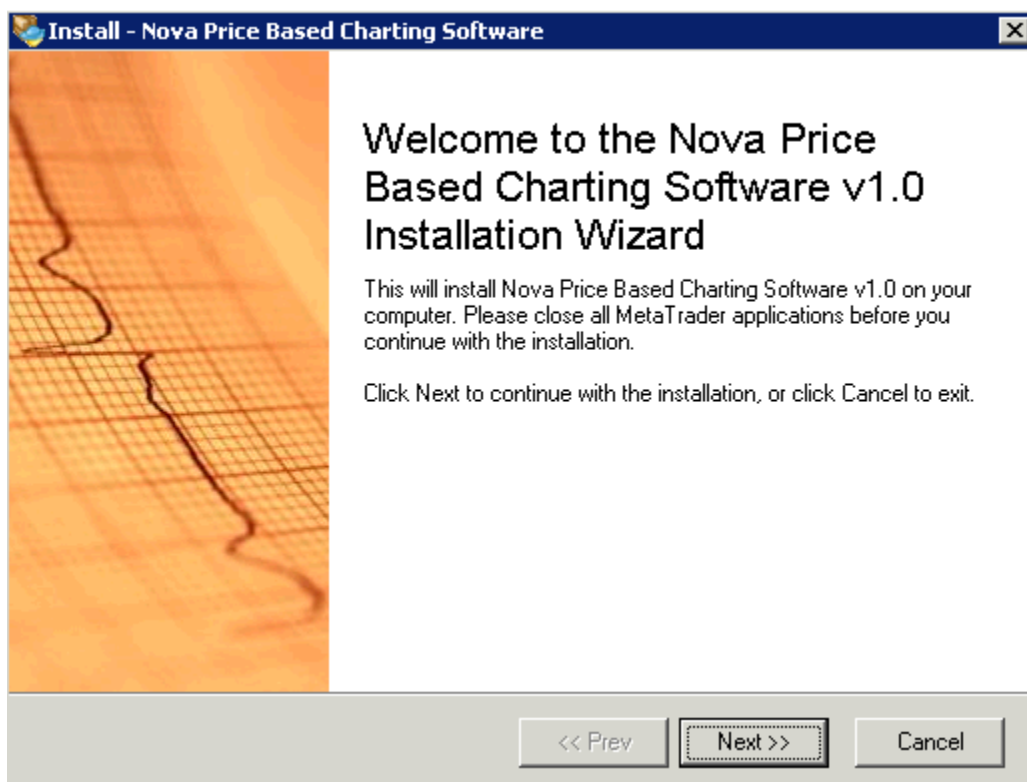 Install - Nova Price Based Charting Software
Welcome to the Nova Price
Based Charting Software v1.0
Installation Wizard
This will install Nova Price Based Charting Software v1.0 on your
computer. Please close all MetaTrader applications before you
continue with the installation.
Click Next to continue with the installation, or click Cancel to exit.
<< Prev
Next >>
Cancel